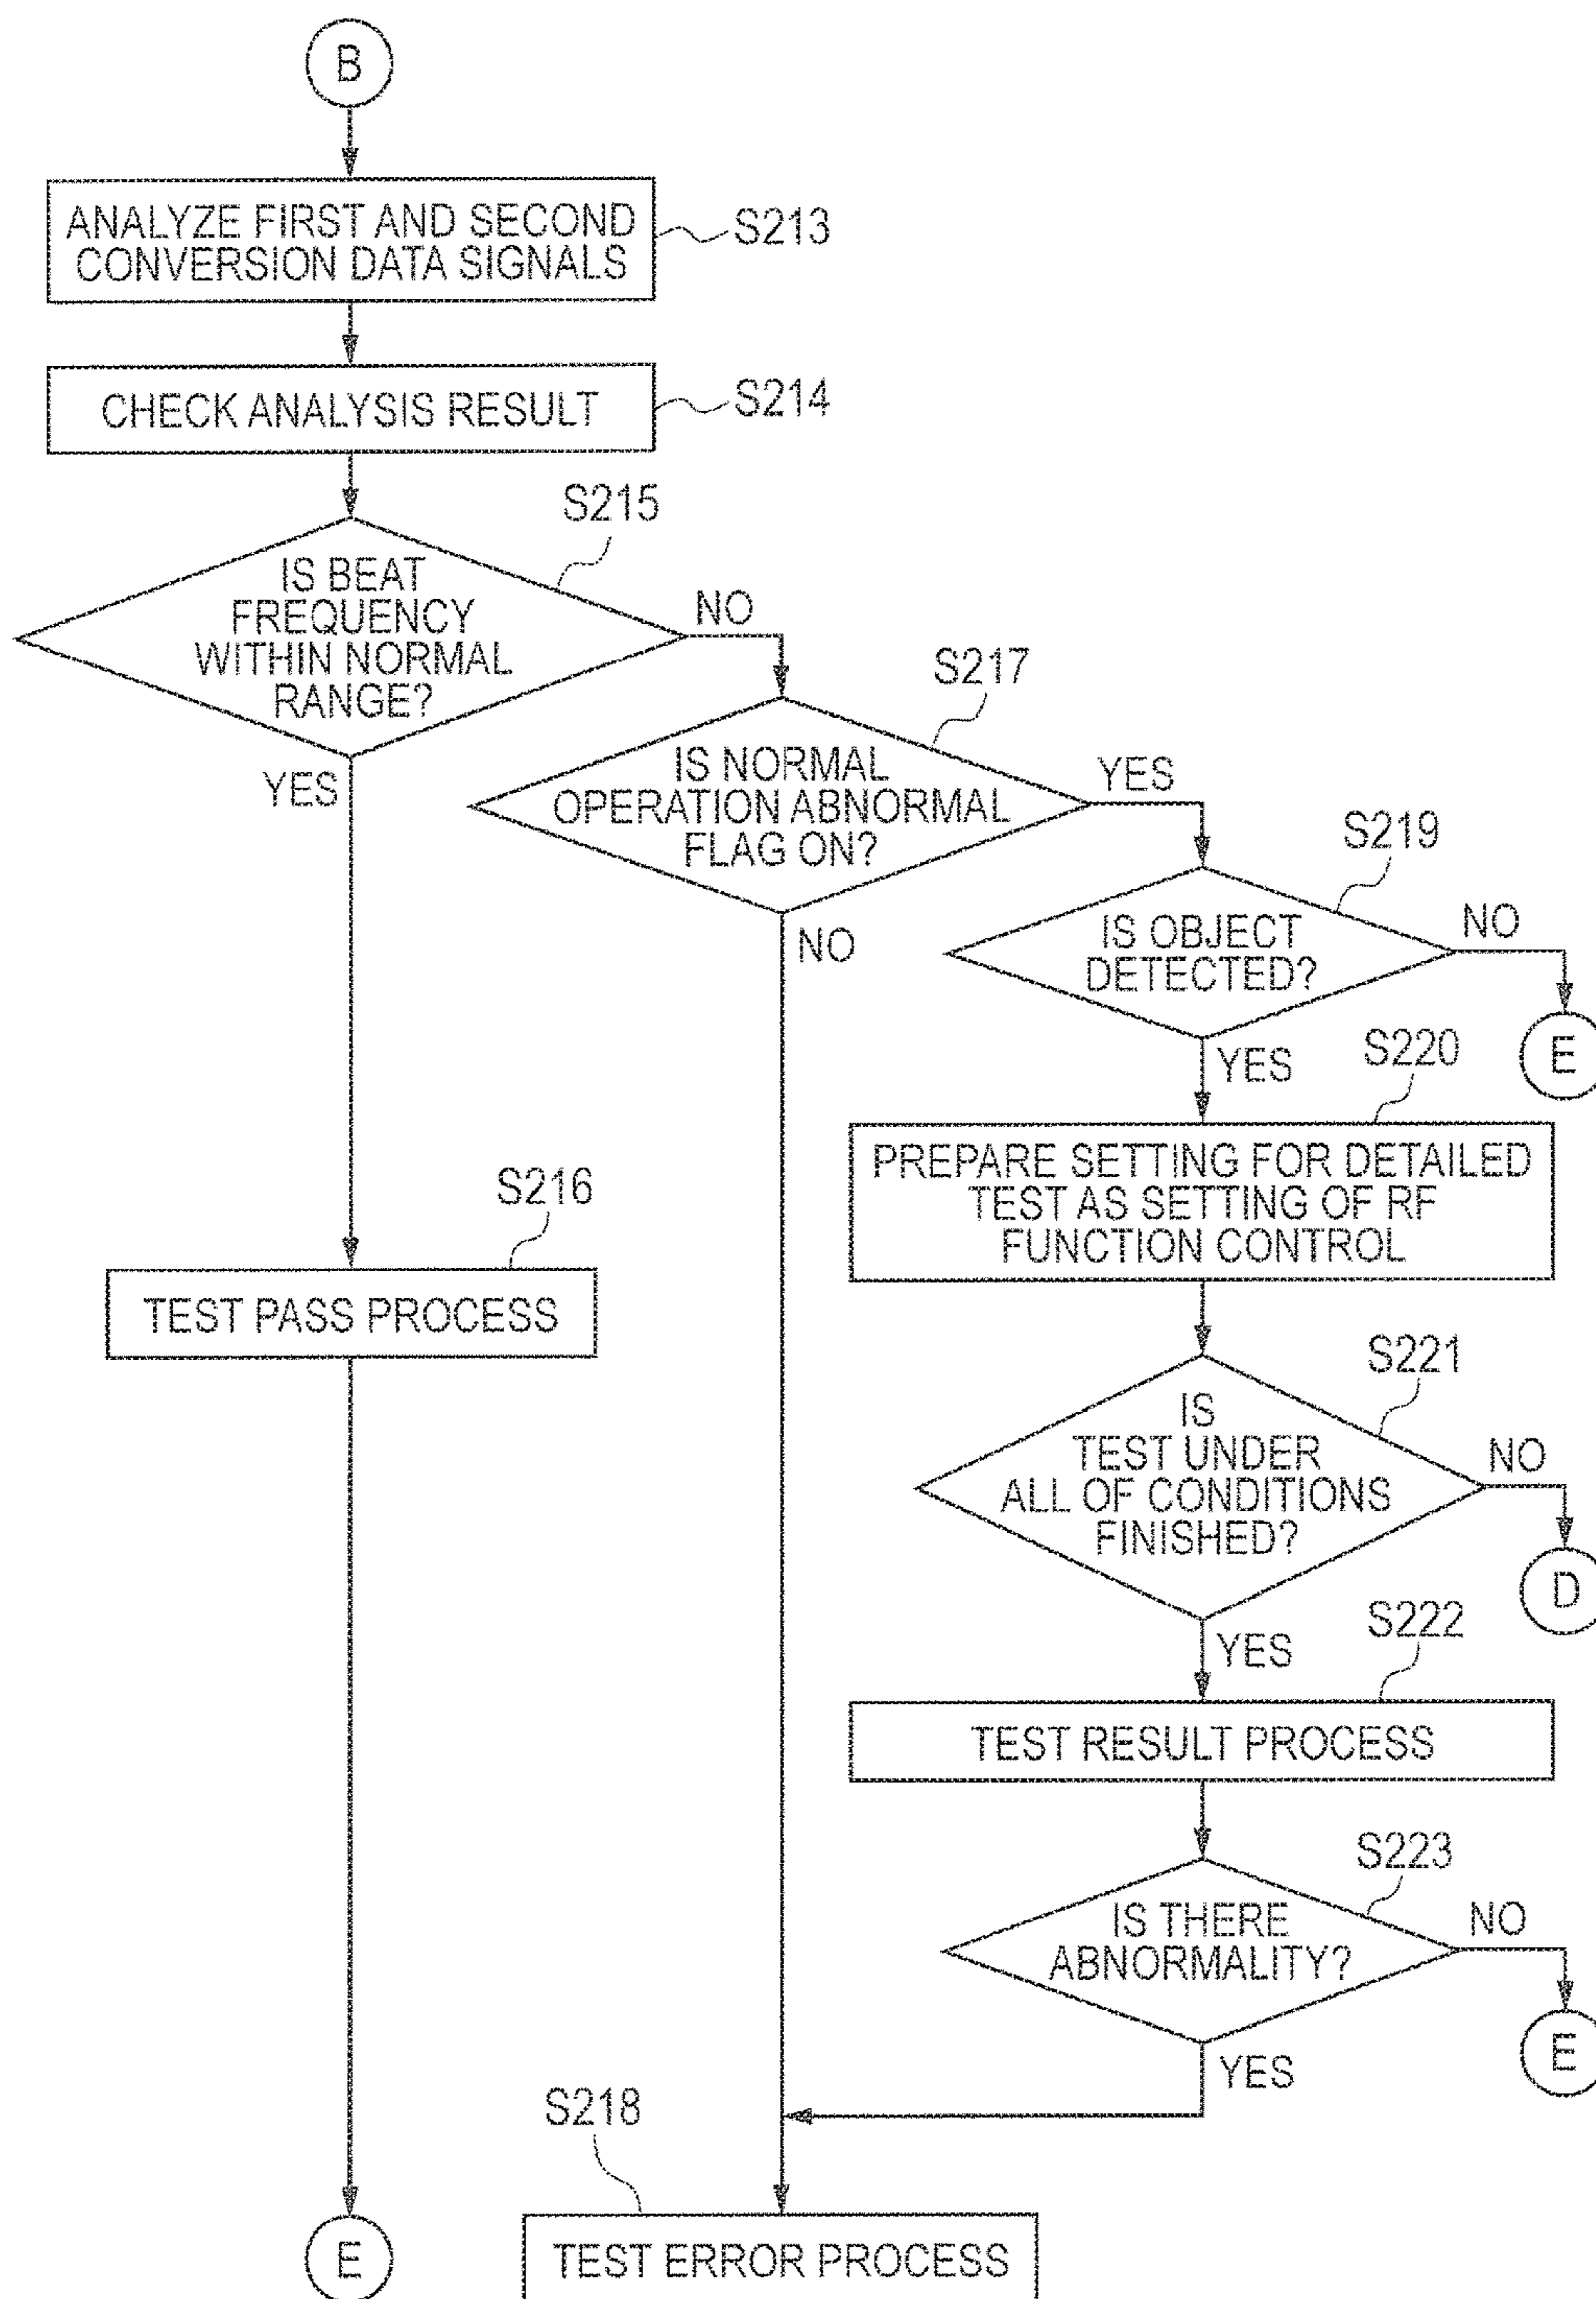 B
ANALYZE FIRST AND SECOND
CONVERSION DATA SIGNALS
S213
CHECK ANALYSIS RESULT
S214
S215
IS BEAT
FREQUENCY
WITHIN NORMAL
RANGE?
NO
YES
S217
IS NORMAL
OPERATION ABNORMAL
FLAG ON?
YES
NO
S219
IS OBJECT
DETECTED?
NO
E
YES
S220
PREPARE SETTING FOR DETAILED
TEST AS SETTING OF RF
FUNCTION CONTROL
S216
TEST PASS PROCESS
S221
IS
TEST UNDER
ALL OF CONDITIONS
FINISHED?
NO
D
YES
S222
TEST RESULT PROCESS
S223
IS THERE
ABNORMALITY?
NO
E
YES
S218
E
TEST ERROR PROCESS